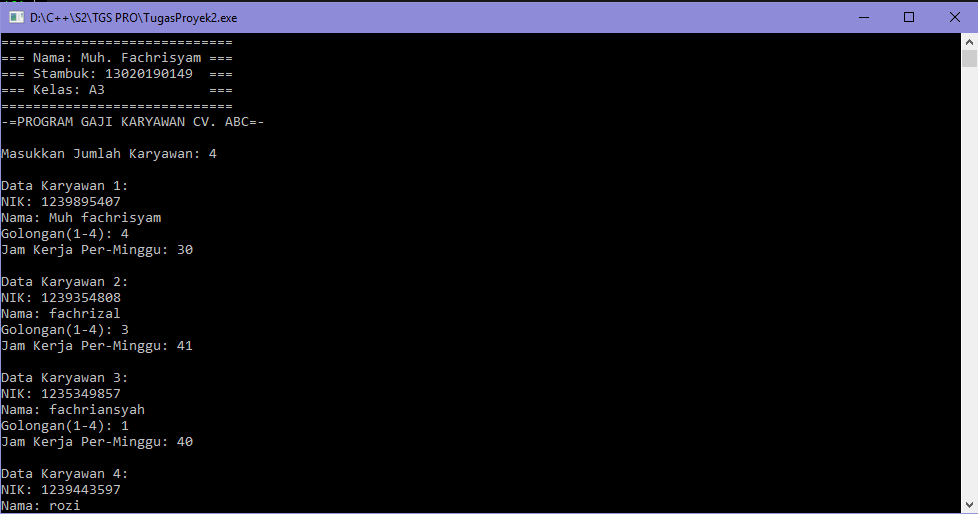 D:\C++\S2\TGS PRO\TugasProyek2.exe
=============================
=== Nama: Muh. Fachrisyam ===
=== Stambuk: 13020190149  ===
=== Kelas: A3             ===
=============================
-=PROGRAM GAJI KARYAWAN CV. ABC=-
Masukkan Jumlah Karyawan: 4
Data Karyawan 1:
NIK: 1239895407
Nama: Muh fachrisyam
Golongan(1-4): 4
Jam Kerja Per-Minggu: 30
Data Karyawan 2:
NIK: 1239354808
Nama: fachrizal
Golongan(1-4): 3
Jam Kerja Per-Minggu: 41
Data Karyawan 3:
NIK: 1235349857
Nama: fachriansyah
Golongan(1-4): 1
Jam Kerja Per-Minggu: 40
Data Karyawan 4:
NIK: 1239443597
Nama: rozi